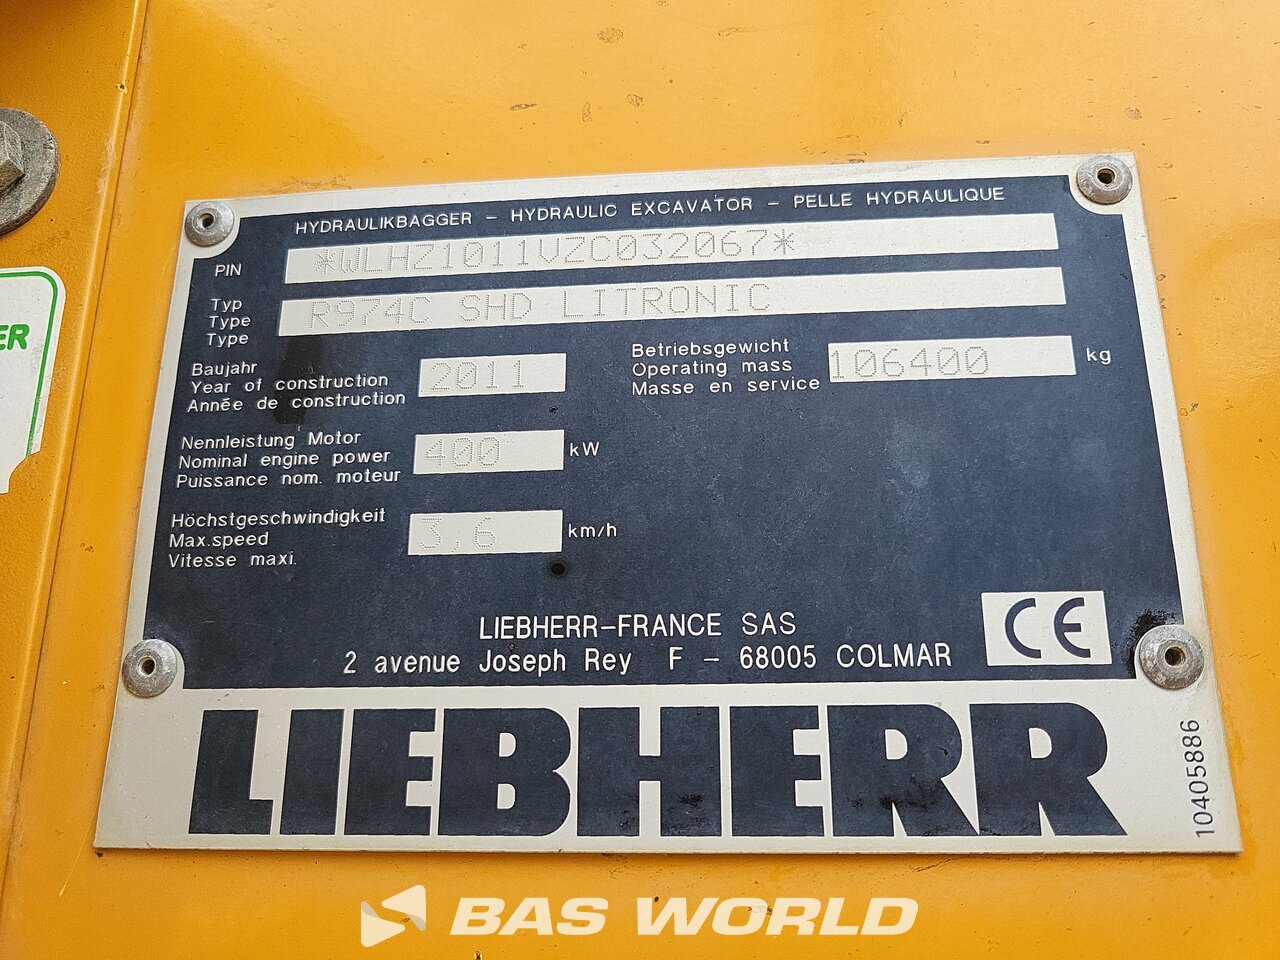 HYDRAULIKBAGGER - HYDRAULIC EXCAVATOR - PELLE HYDRAULIQUE
PIN *WLHZ1011VZC032067*
Typ
Type R974C SHD LITRONIC
Type
Baujahr
Year of construction 2011
Année de construction
Betriebsgewicht
Operating mass 106400 kg
Masse en service
Nennleistung Motor
Nominal engine power 400 kW
Puissance nom. moteur
Höchstgeschwindigkeit
Max.speed 3,6 km/h
Vitesse maxi.
LIEBHERR-FRANCE SAS
2 avenue Joseph Rey F - 68005 COLMAR
CE
LIEBHERR
10405886
ER
BAS WORLD